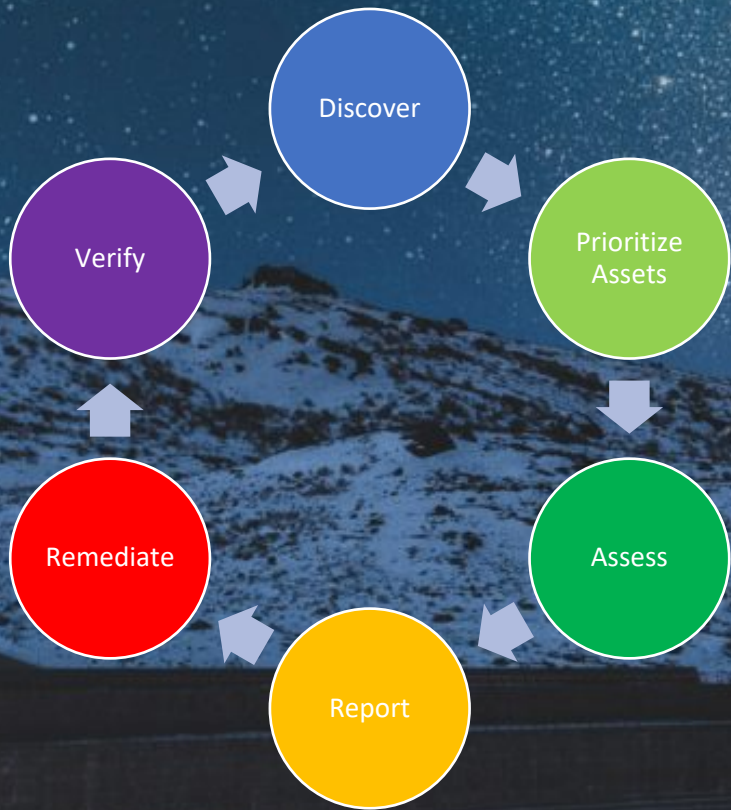 Discover
Prioritize
Assets
Assess
Report
Remediate
Verify